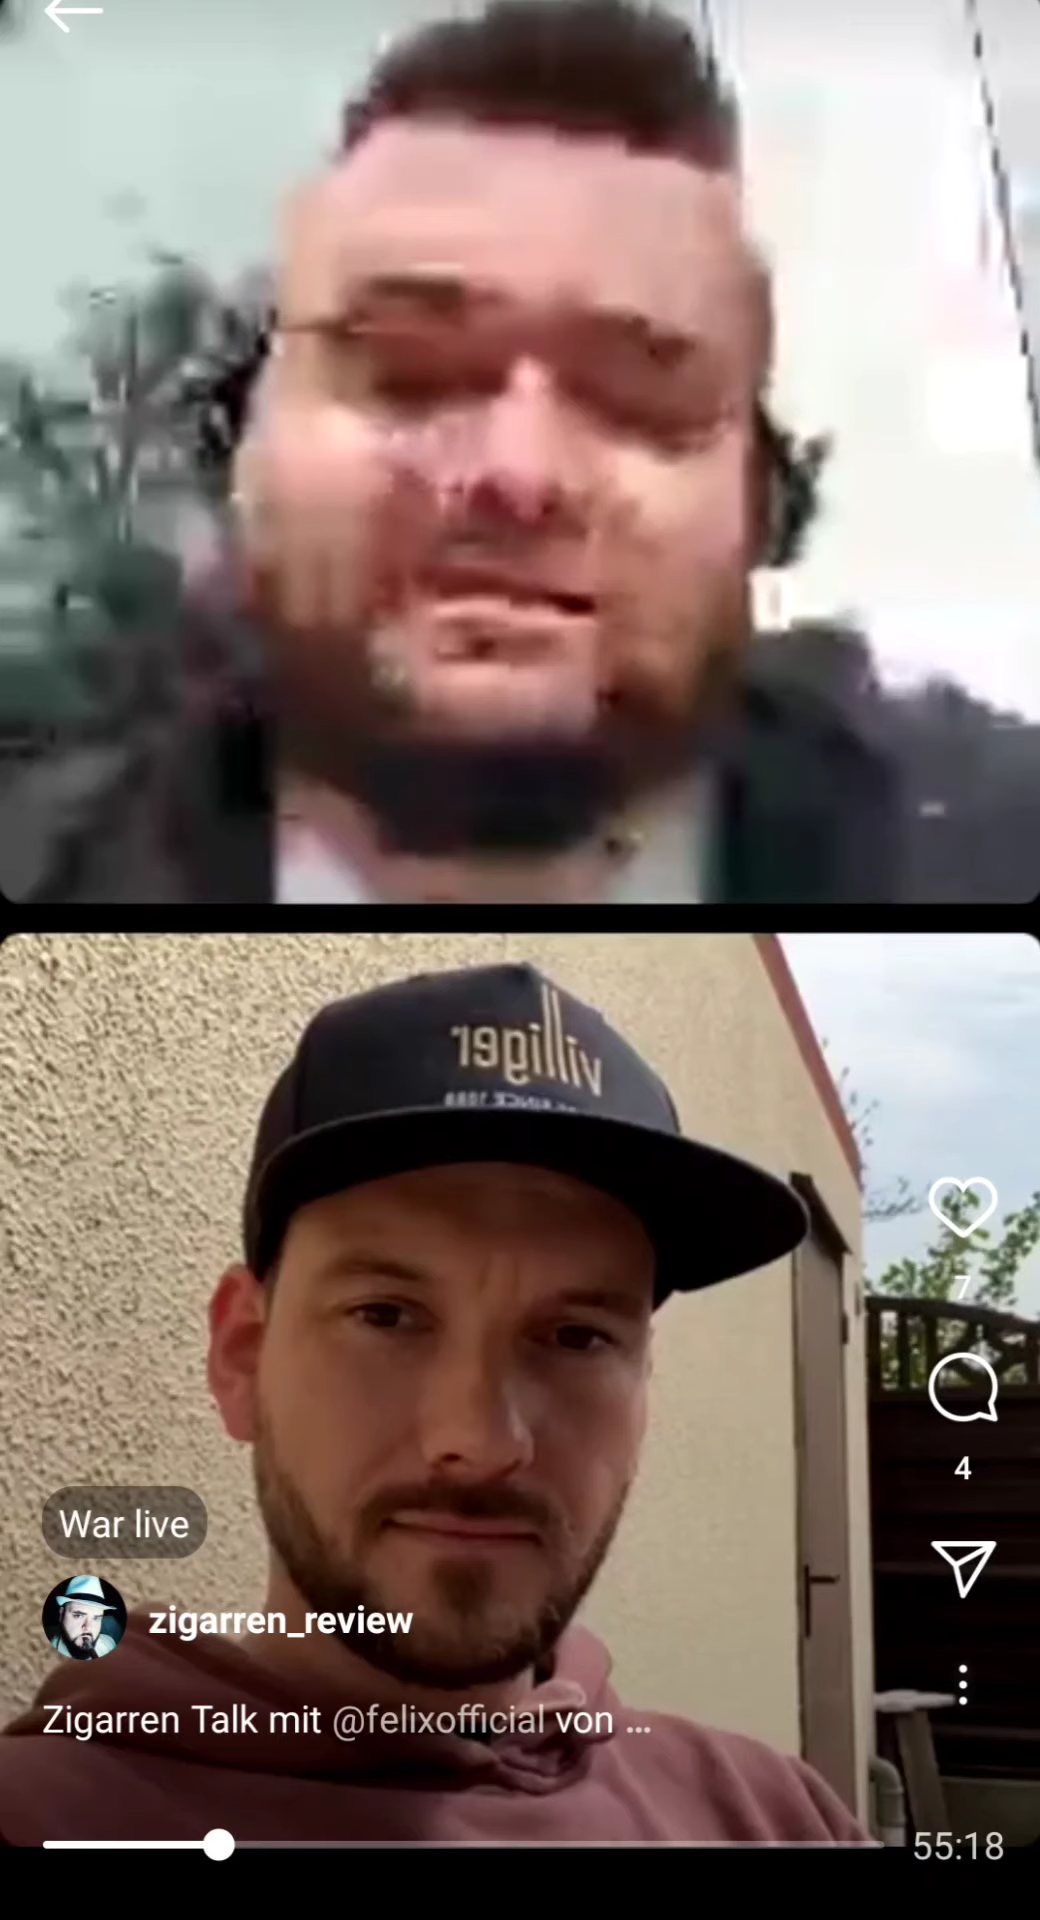 villiger
War live
zigarren_review
Zigarren Talk mit @felixofficial von ...
7
4
55:18